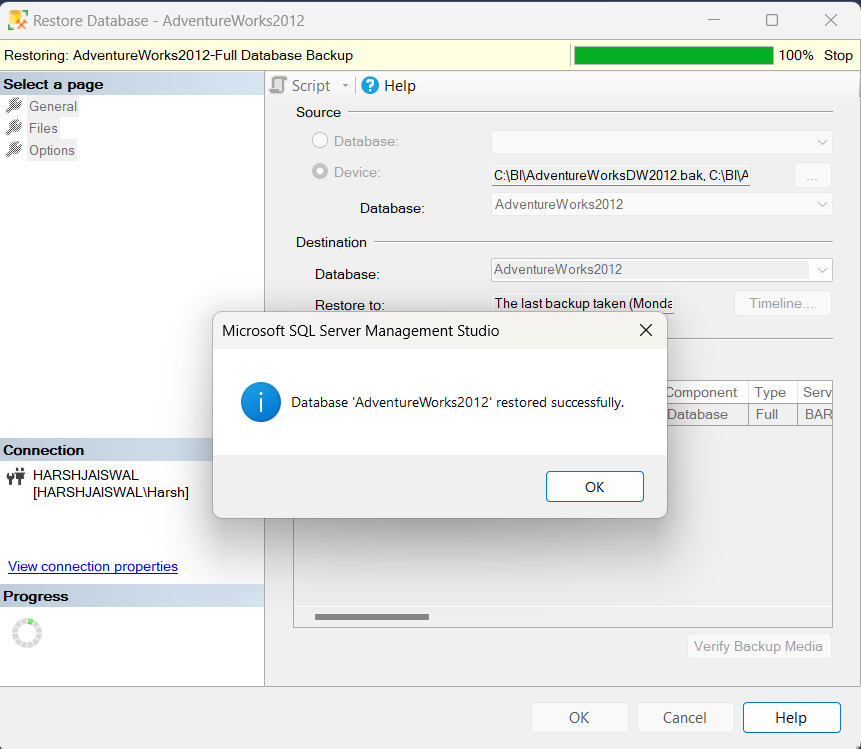 Restore Database - AdventureWorks2012
Restoring: AdventureWorks2012-Full Database Backup
100% Stop
Select a page
General
Files
Options
Script Help
Source
Database:
Device:
C:\BI\AdventureWorksDW2012.bak, C:\BI\A
...
Database:
AdventureWorks2012
Destination
Database:
AdventureWorks2012
Restore to:
The last backup taken (Monda
Timeline...
Microsoft SQL Server Management Studio
Database 'AdventureWorks2012' restored successfully.
OK
Component Type Serv
Database Full BAR
Connection
HARSHJAISWAL
[HARSHJAISWAL\Harsh]
View connection properties
Progress
Verify Backup Media
OK Cancel Help